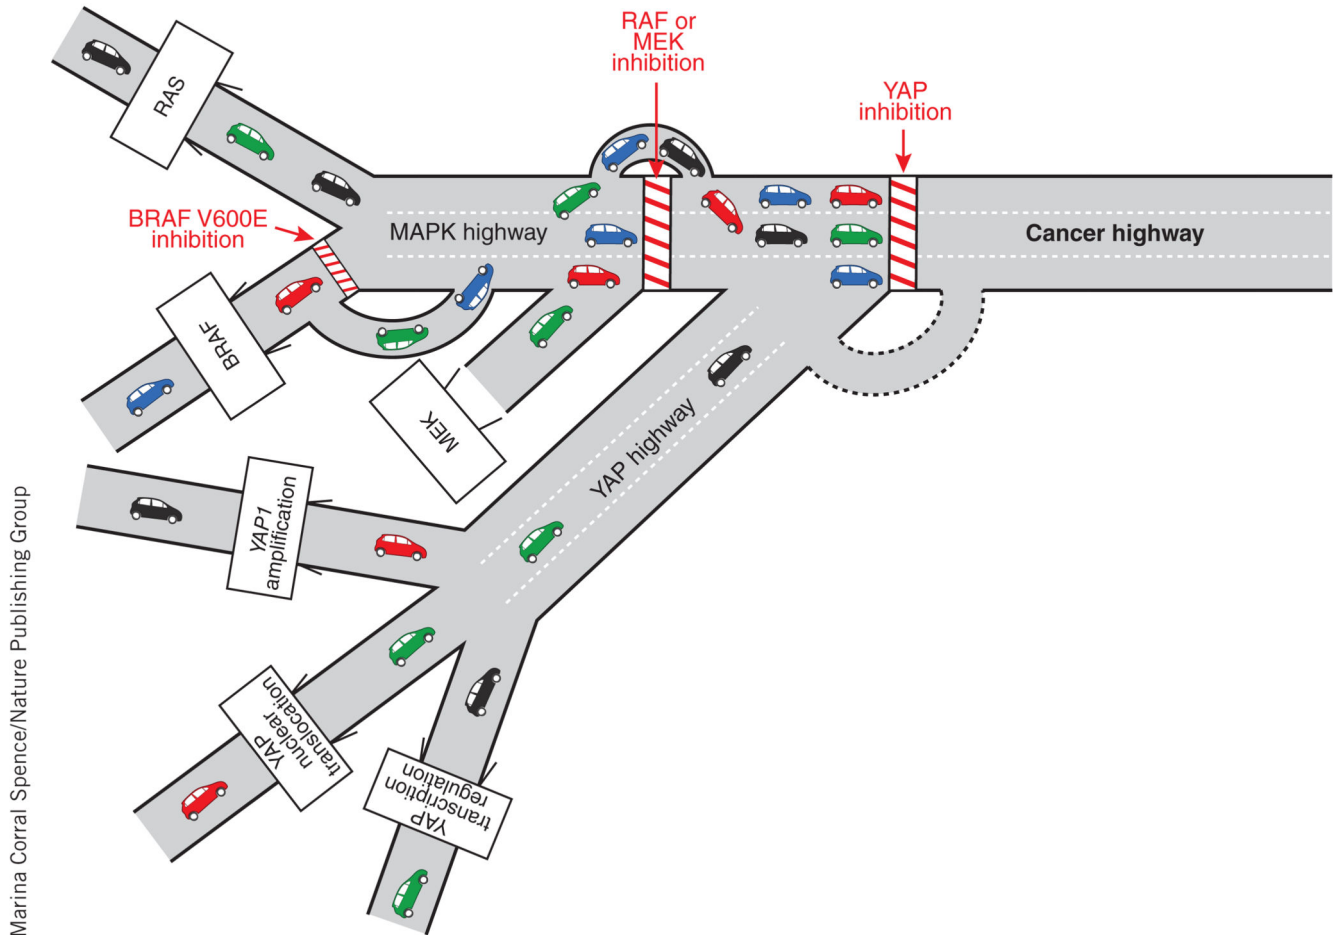 RAF or
MEK
inhibition
YAP
inhibition
RAS
BRAF V600E
inhibition
MAPK highway
Cancer highway
BRAF
MEK
YAP highway
YAP1
amplification
YAP
nuclear
translocation
YAP
transcription
regulation
Marina Corral Spence/Nature Publishing Group